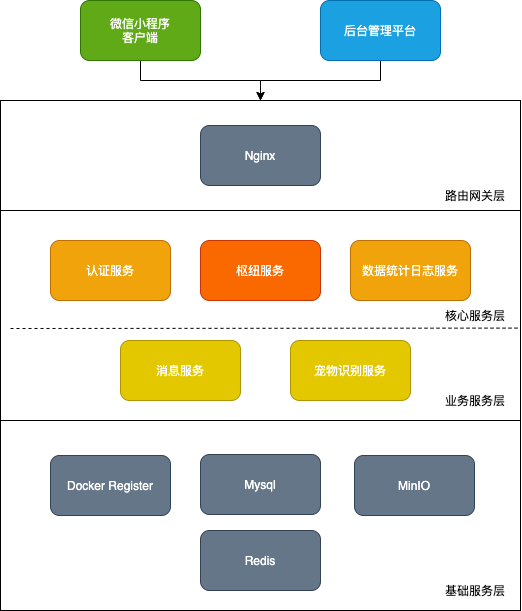 微信小程序
客户端
后台管理平台
Nginx
路由网关层
认证服务
枢纽服务
数据统计日志服务
核心服务层
消息服务
宠物识别服务
业务服务层
Docker Register
Mysql
MinIO
Redis
基础服务层